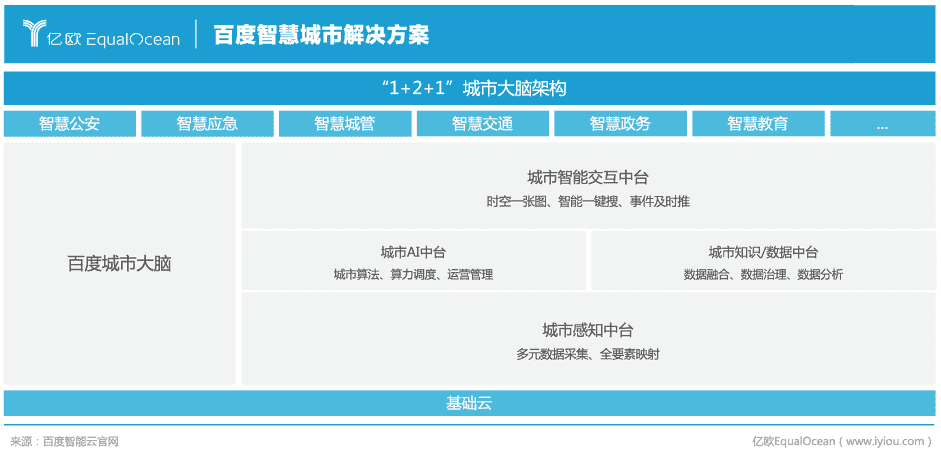 亿欧 EqualOcean
百度智慧城市解决方案
“1+2+1”城市大脑架构
智慧公安
智慧应急
智慧城管
智慧交通
智慧政务
智慧教育
...
百度城市大脑
城市智能交互中台
时空一张图、智能一键搜、事件及时推
城市AI中台
城市算法、算力调度、运营管理
城市知识/数据中台
数据融合、数据治理、数据分析
城市感知中台
多元数据采集、全要素映射
基础云
来源：百度智能云官网
亿欧EqualOcean（www.iyiou.com）